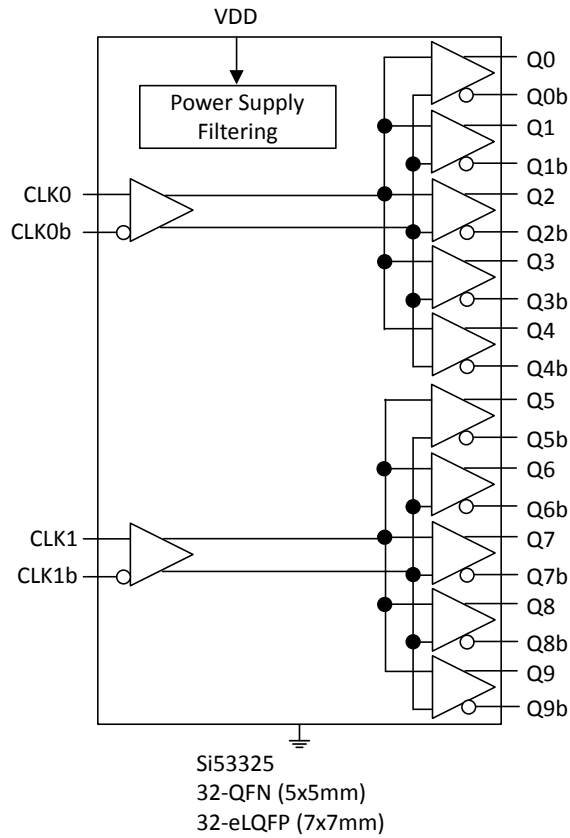 VDD
Power Supply
Filtering
CLK0
CLK0b
Q0
Q0b
Q1
Q1b
Q2
Q2b
Q3
Q3b
Q4
Q4b
CLK1
CLK1b
Q5
Q5b
Q6
Q6b
Q7
Q7b
Q8
Q8b
Q9
Q9b
Si53325
32-QFN (5x5mm)
32-eLQFP (7x7mm)